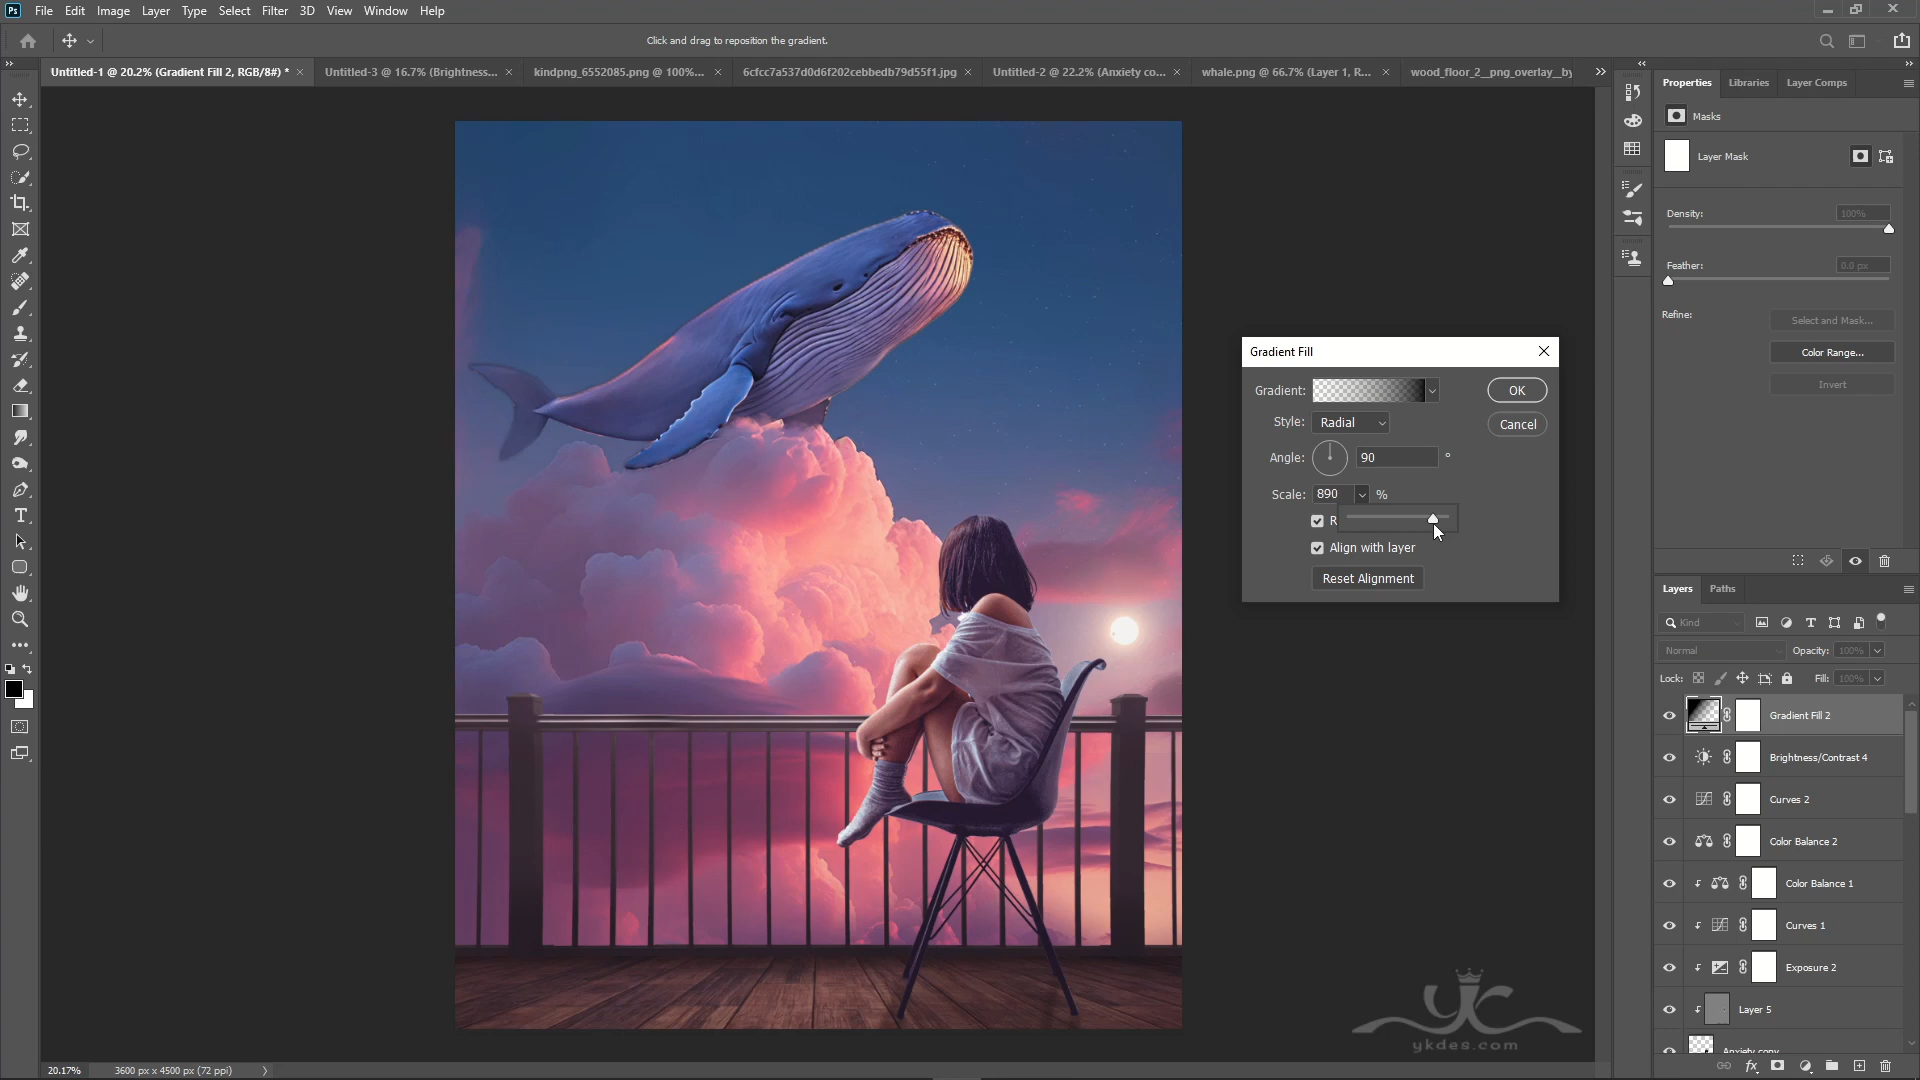 Ps File Edit Image Layer Type Select Filter 3D View Window Help
Click and drag to reposition the gradient.
Untitled-1 @ 20.2% (Gradient Fill 2, RGB/8#) *
Untitled-3 @ 16.7% (Brightness...
kindpng_6552085.png @ 100%...
6cfcc7a537d0d6f202cebbedb79d55f1.jpg
Untitled-2 @ 22.2% (Anxiety co...
whale.png @ 66.7% (Layer 1, R...
wood_floor_2__png_overlay__by
Properties Libraries Layer Comps
Masks
Layer Mask
Density: 100%
Feather: 0.0 px
Refine: Select and Mask...
Color Range...
Invert
Gradient Fill
Gradient: OK
Style: Radial
Cancel
Angle: 90 °
Scale: 890 %
R
Align with layer
Reset Alignment
Layers Paths
Kind
Normal Opacity: 100%
Lock: Fill: 100%
Gradient Fill 2
Brightness/Contrast 4
Curves 2
Color Balance 2
Color Balance 1
Curves 1
Exposure 2
Layer 5
Anxiety copy
fx
ykdes.com
20.17% 3600 px x 4500 px (72 ppi)